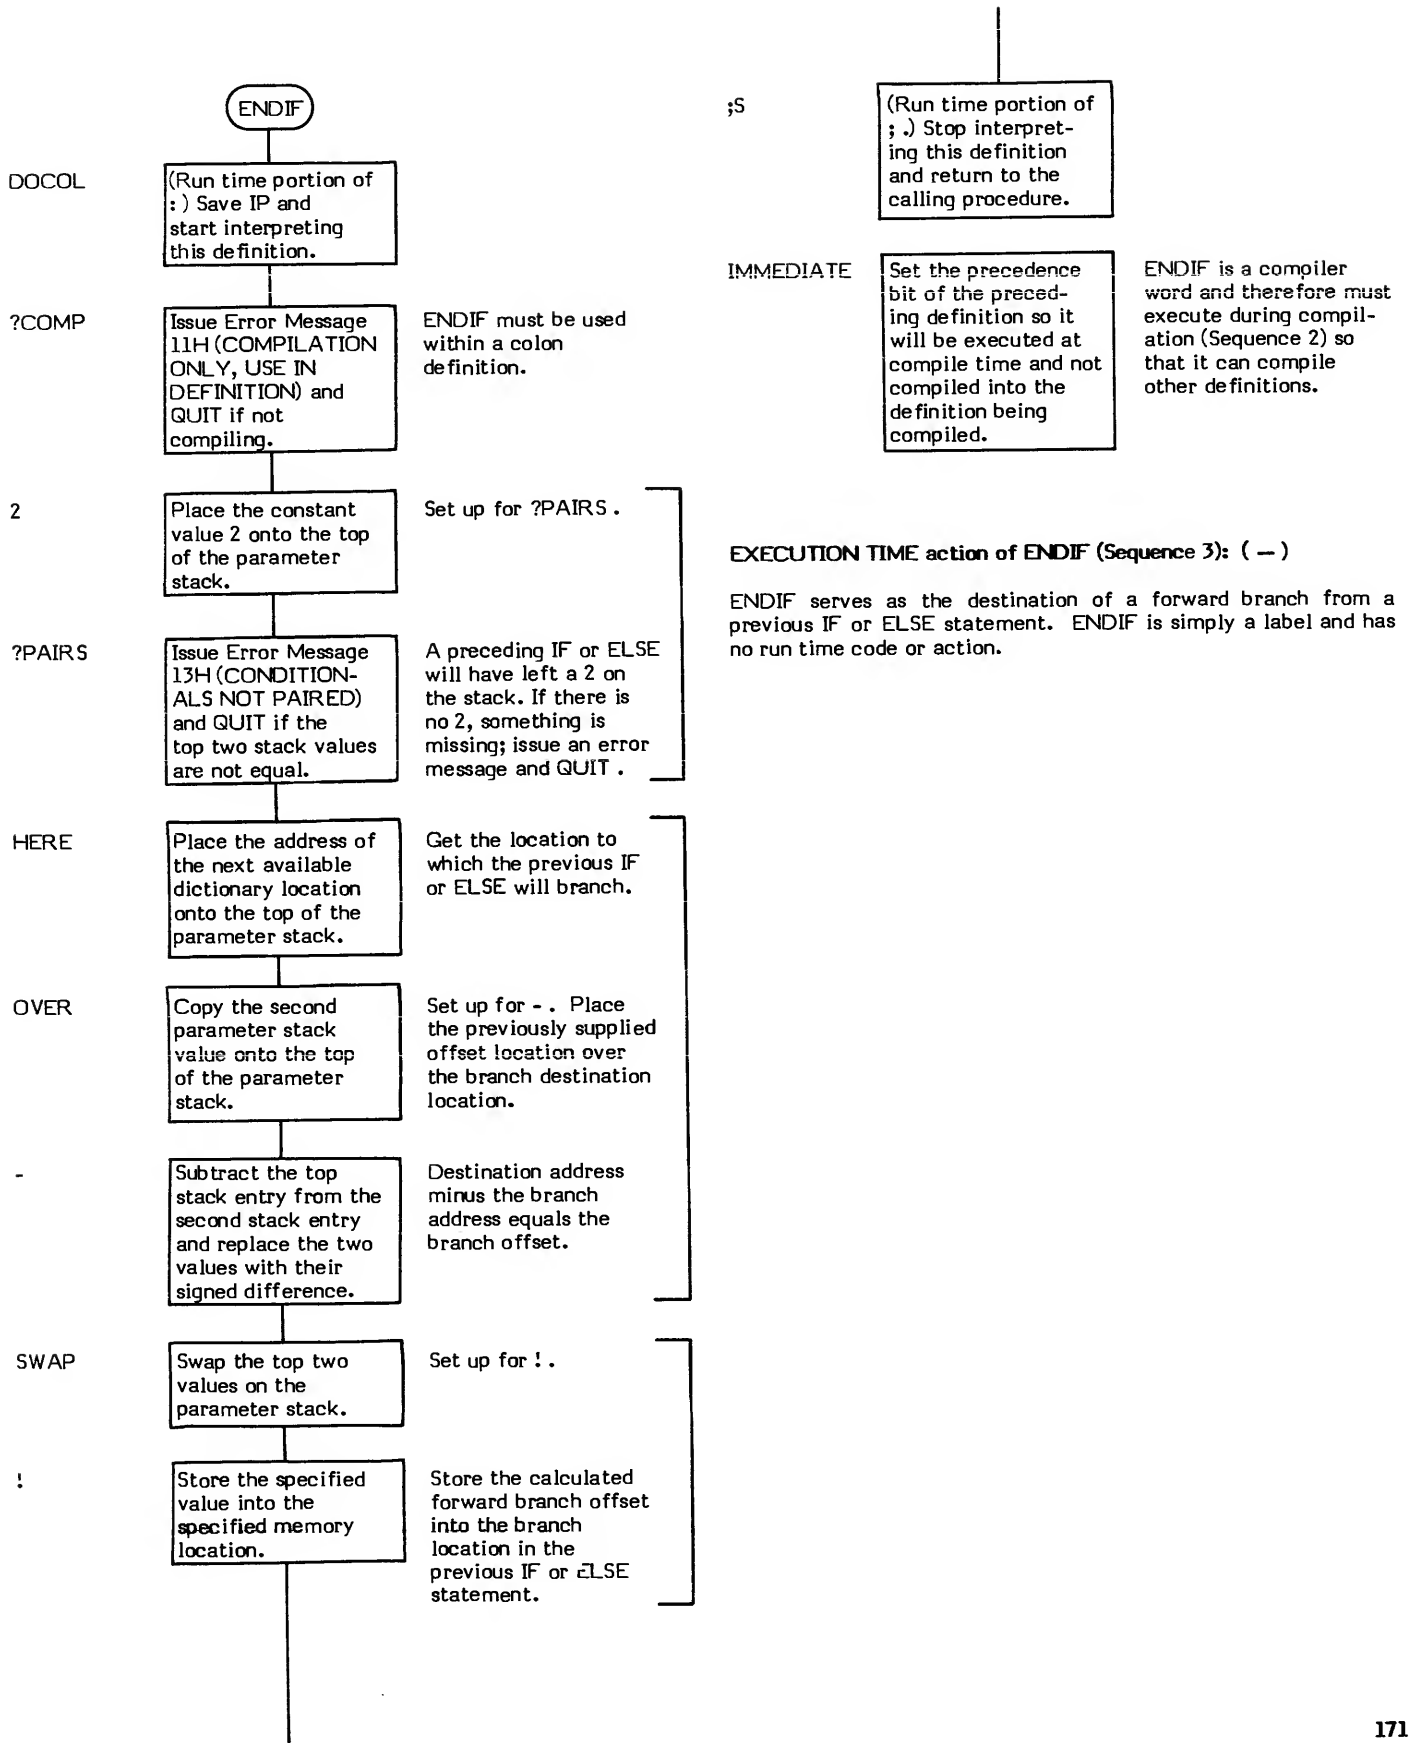 ENDIF
DOCOL
(Run time portion of
: ) Save IP and
start interpreting
this definition.
?COMP
Issue Error Message
11H (COMPILATION
ONLY, USE IN
DEFINITION) and
QUIT if not
compiling.
ENDIF must be used
within a colon
definition.
2
Place the constant
value 2 onto the top
of the parameter
stack.
Set up for ?PAIRS .
?PAIRS
Issue Error Message
13H (CONDITION-
ALS NOT PAIRED)
and QUIT if the
top two stack values
are not equal.
A preceding IF or ELSE
will have left a 2 on
the stack. If there is
no 2, something is
missing; issue an error
message and QUIT .
HERE
Place the address of
the next available
dictionary location
onto the top of the
parameter stack.
Get the location to
which the previous IF
or ELSE will branch.
OVER
Copy the second
parameter stack
value onto the top
of the parameter
stack.
Set up for - . Place
the previously supplied
offset location over
the branch destination
location.
-
Subtract the top
stack entry from the
second stack entry
and replace the two
values with their
signed difference.
Destination address
minus the branch
address equals the
branch offset.
SWAP
Swap the top two
values on the
parameter stack.
Set up for ! .
!
Store the specified
value into the
specified memory
location.
Store the calculated
forward branch offset
into the branch
location in the
previous IF or ELSE
statement.
;S
(Run time portion of
; .) Stop interpret-
ing this definition
and return to the
calling procedure.
IMMEDIATE
Set the precedence
bit of the preced-
ing definition so it
will be executed at
compile time and not
compiled into the
definition being
compiled.
ENDIF is a compiler
word and therefore must
execute during compil-
ation (Sequence 2) so
that it can compile
other definitions.
EXECUTION TIME action of ENDIF (Sequence 3): ( — )
ENDIF serves as the destination of a forward branch from a
previous IF or ELSE statement. ENDIF is simply a label and has
no run time code or action.
171